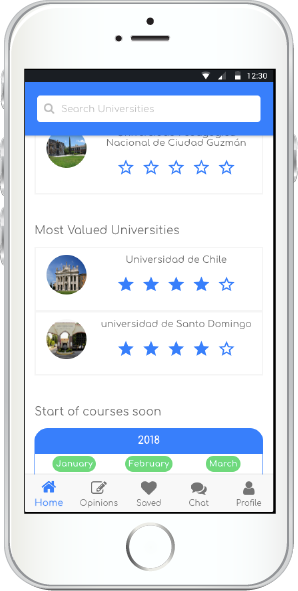 12:30
Search Universities
Nacional de Ciudad Guzmán
Most Valued Universities
Universidad de Chile
universidad de Santo Domingo
Start of courses soon
2018
January February March
Home Opinions Saved Chat Profile